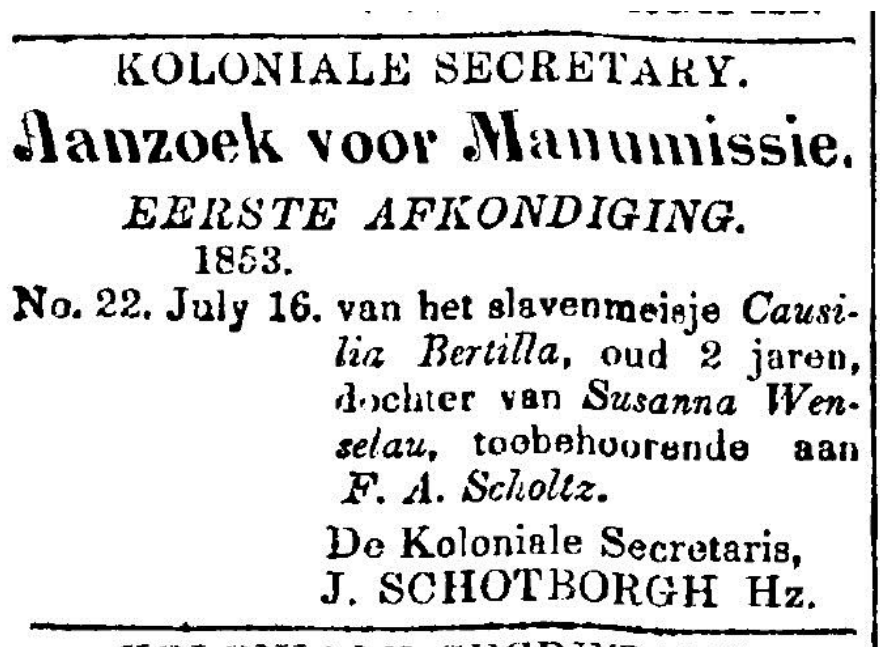 KOLONIALE SECRETARY.
Aanzoek voor Manumissie.
EERSTE AFKONDIGING.
1853.
No. 22. July 16. van het slavenmeisje Causi-
lia Bertilla, oud 2 jaren,
dochter van Susanna Wen-
selau, toebehoorende aan
F. A. Scholtz.
De Koloniale Secretaris,
J. SCHOTBORGH Hz.